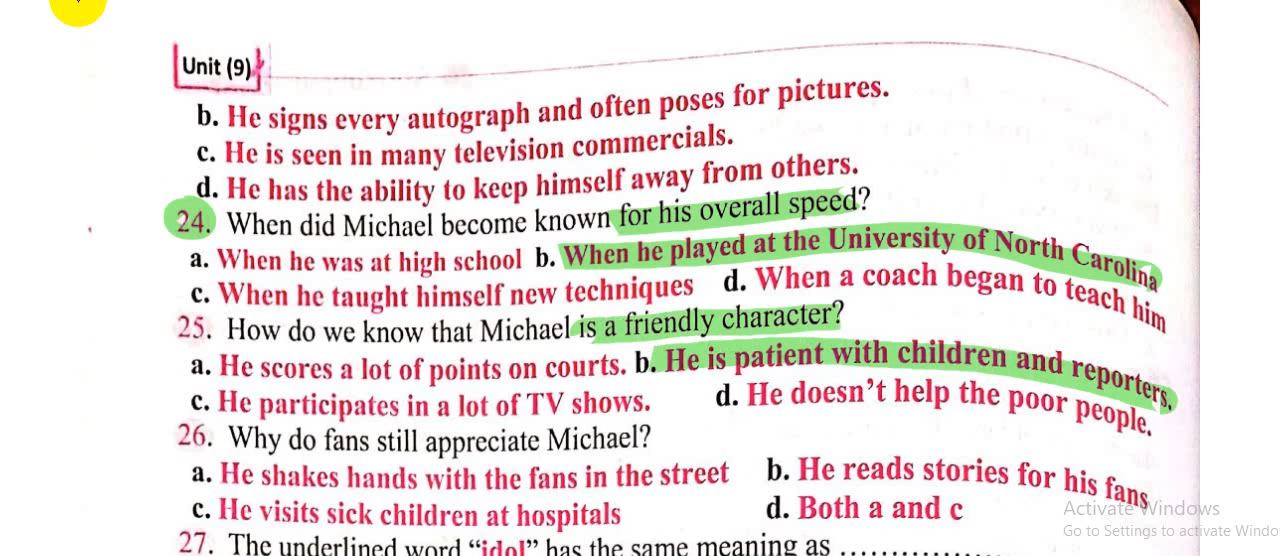 Unit (9)
b. He signs every autograph and often poses for pictures.
c. He is seen in many television commercials.
d. He has the ability to keep himself away from others.
24. When did Michael become known for his overall speed?
a. When he was at high school b. When he played at the University of North Carolina
c. When he taught himself new techniques d. When a coach began to teach him
25. How do we know that Michael is a friendly character?
a. He scores a lot of points on courts. b. He is patient with children and reporters.
c. He participates in a lot of TV shows. d. He doesn't help the poor people.
26. Why do fans still appreciate Michael?
a. He shakes hands with the fans in the street b. He reads stories for his fans
c. He visits sick children at hospitals d. Both a and c
Activate Windows
Go to Settings to activate Windo
27. The underlined word “idol” has the same meaning as ...............